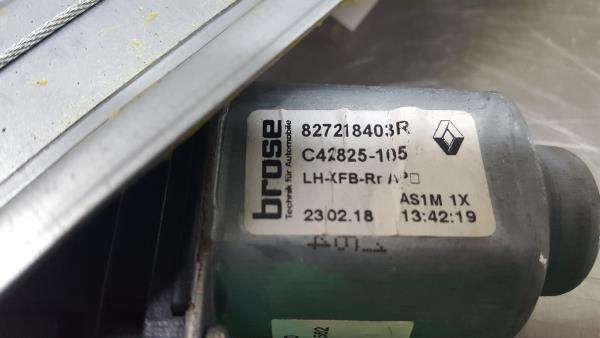 brose
Technik für Automobile
827218403R
C42825-105
LH-XFB-Rr
AS1M 1X
23.02.18 13:42:19